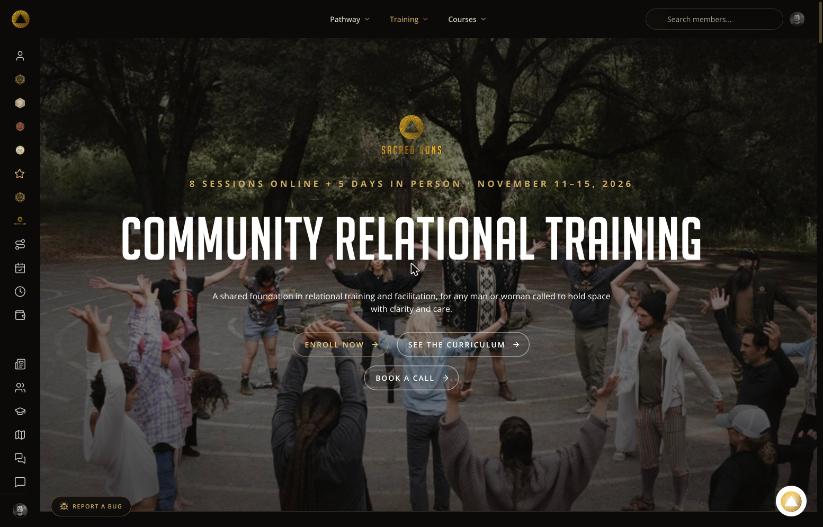 Pathway
Training
Courses
Search members...
SACRED SONS
8 SESSIONS ONLINE + 5 DAYS IN PERSON · NOVEMBER 11–15, 2026
COMMUNITY RELATIONAL TRAINING
A shared foundation in relational training and facilitation, for any man or woman called to hold space
with clarity and care.
ENROLL NOW →
SEE THE CURRICULUM →
BOOK A CALL →
REPORT A BUG